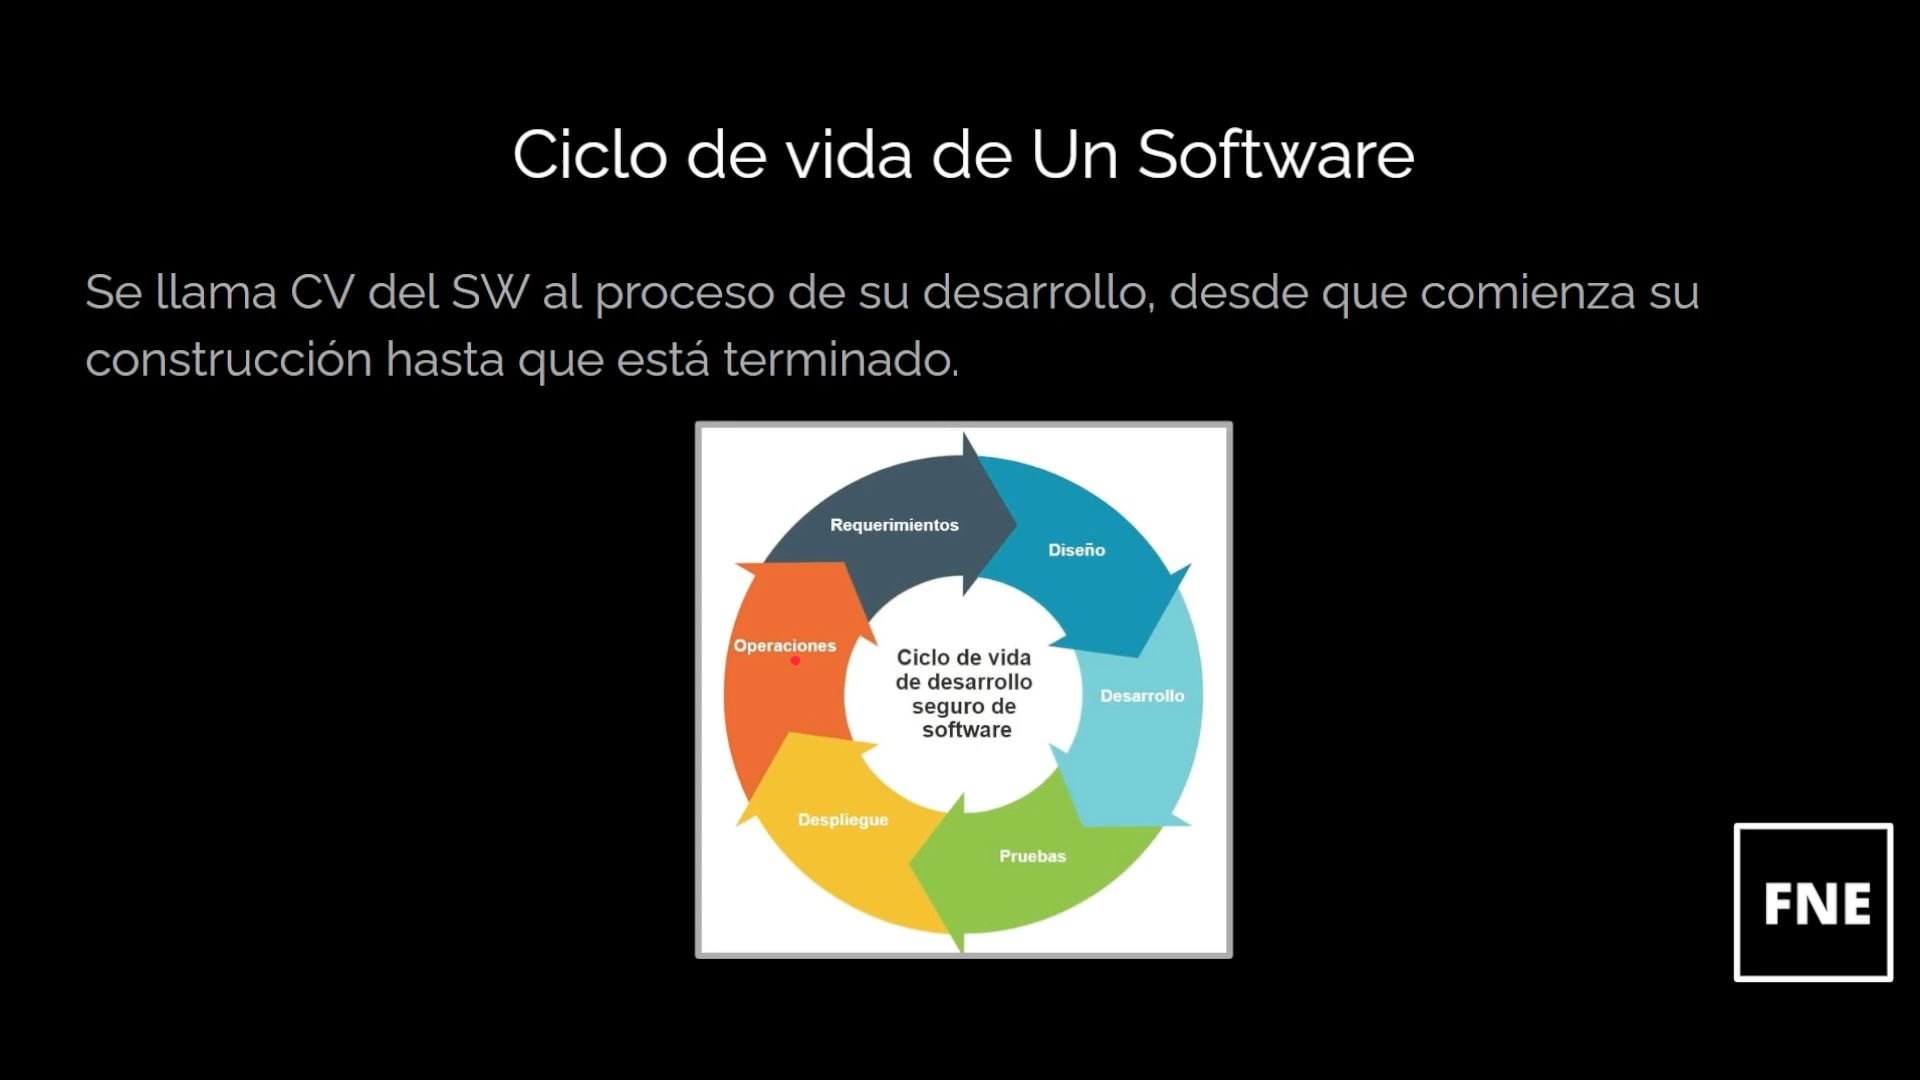 Ciclo de vida de Un Software
Se llama CV del SW al proceso de su desarrollo, desde que comienza su
construcción hasta que está terminado.
Requerimientos
Diseño
Desarrollo
Pruebas
Despliegue
Operaciones
Ciclo de vida
de desarrollo
seguro de
software
FNE